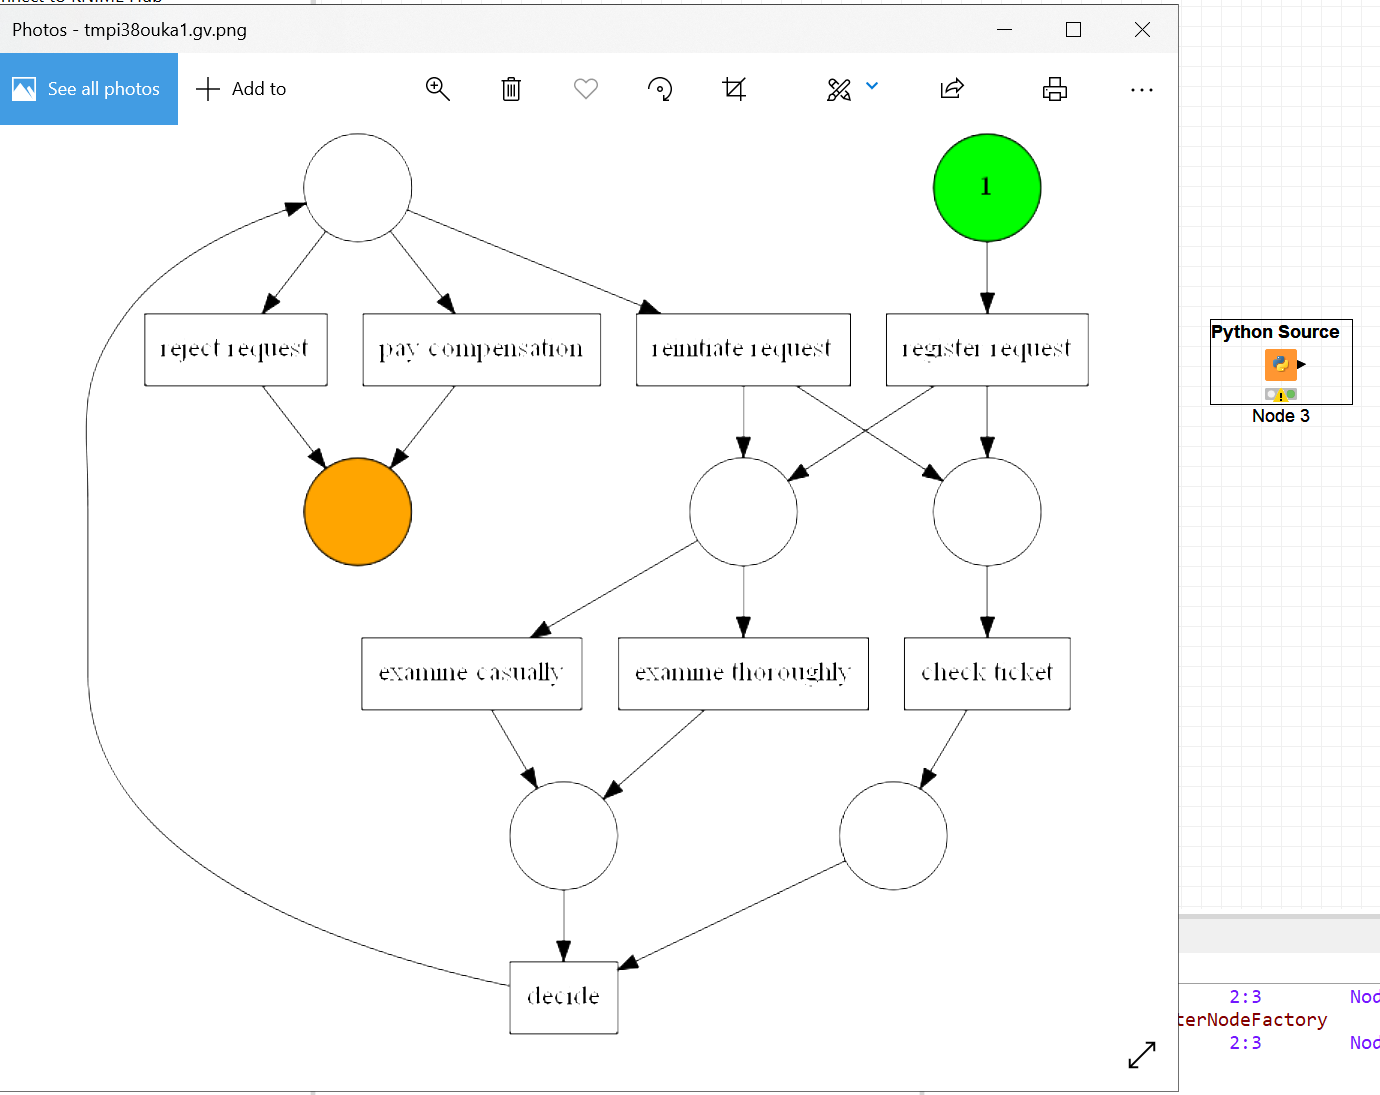 Photos - tmpi38ouka1.gv.png
See all photos
Add to
1
reject request
pay compensation
reinitiate request
register request
Python Source
Node 3
examine casually
examine thoroughly
check ticket
decide
2:3 Nod
terNodeFactory
2:3 Nod